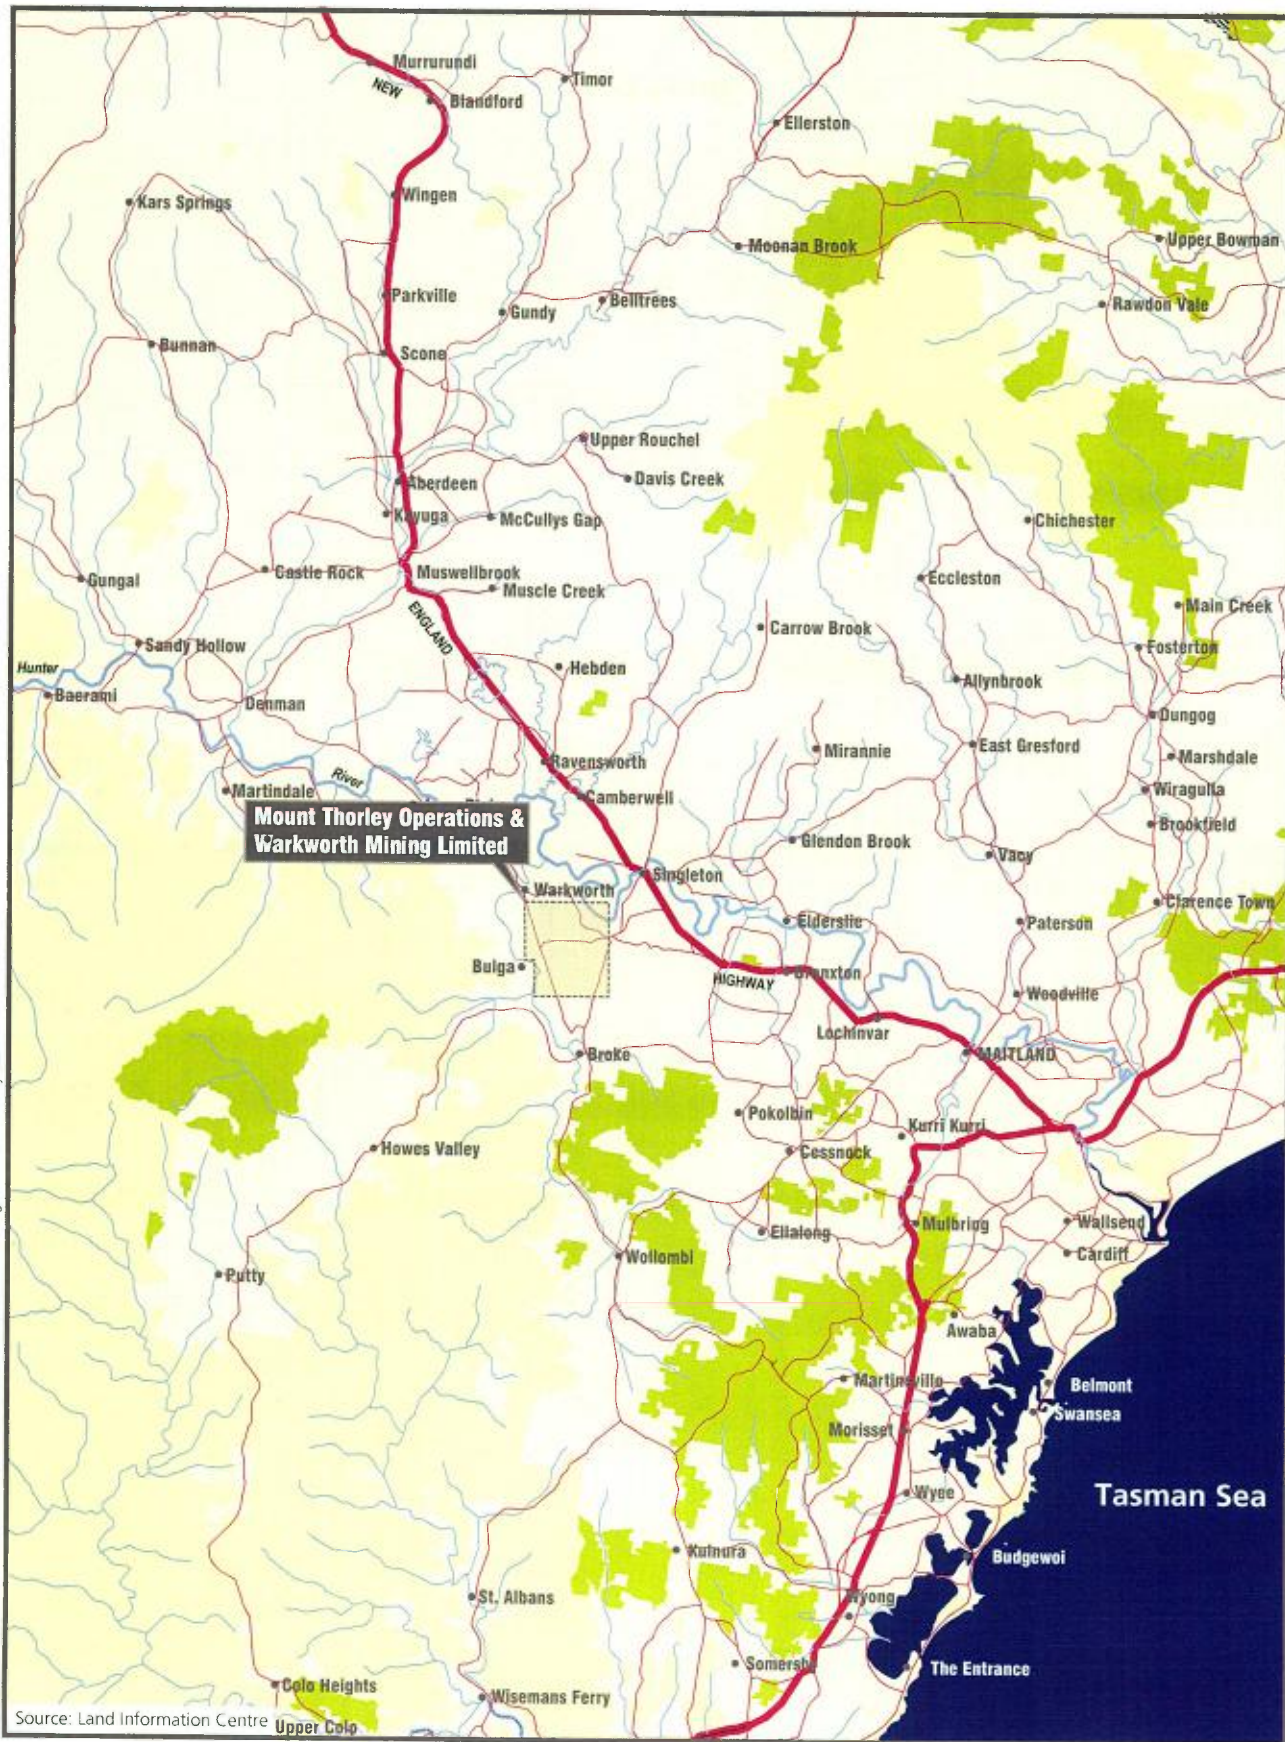 Murrurundi
NEW
Timor
Blandford
Ellerston
Wingen
Kars Springs
Upper Bowman
Moonan Brook
Parkville
Belltrees
Rawdon Vale
Gundy
Bunnan
Scone
Upper Rouchel
Davis Creek
Aberdeen
Kayuga
McCullys Gap
Chichester
Castle Rock
Muswellbrook
Gungal
Eccleston
Muscle Creek
Main Creek
ENGLAND
Carrow Brook
Sandy Hollow
Fosterton
Hunter
Hebden
Allynbrook
Baerami
Denman
Dungog
East Gresford
Mirannie
Marshdale
Ravensworth
River
Martindale
Wiragulla
Camberwell
Mount Thorley Operations &
Warkworth Mining Limited
Brookfield
Glendon Brook
Vacy
Singleton
Warkworth
Clarence Town
Elderslie
Paterson
Bulga
Branxton
HIGHWAY
Woodville
Lochinvar
Broke
MAITLAND
Pokolbin
Kurri Kurri
Howes Valley
Cessnock
Mulbring
Wallsend
Ellalong
Cardiff
Wollombi
Putty
Awaba
Martinsville
Belmont
Swansea
Morisset
Wyee
Tasman Sea
Kulnura
Budgewoi
St. Albans
Wyong
Somersby
The Entrance
Colo Heights
Wisemans Ferry
Source: Land Information Centre
Upper Colo